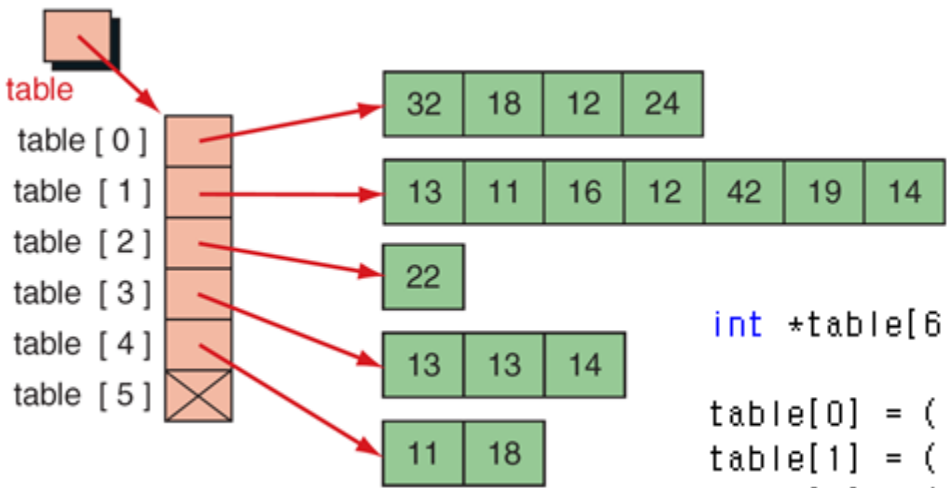 table
table [ 0 ]
32 18 12 24
table [ 1 ]
13 11 16 12 42 19 14
table [ 2 ]
22
table [ 3 ]
13 13 14
table [ 4 ]
11 18
table [ 5 ]
int *table[6
table[0] = (
table[1] = (